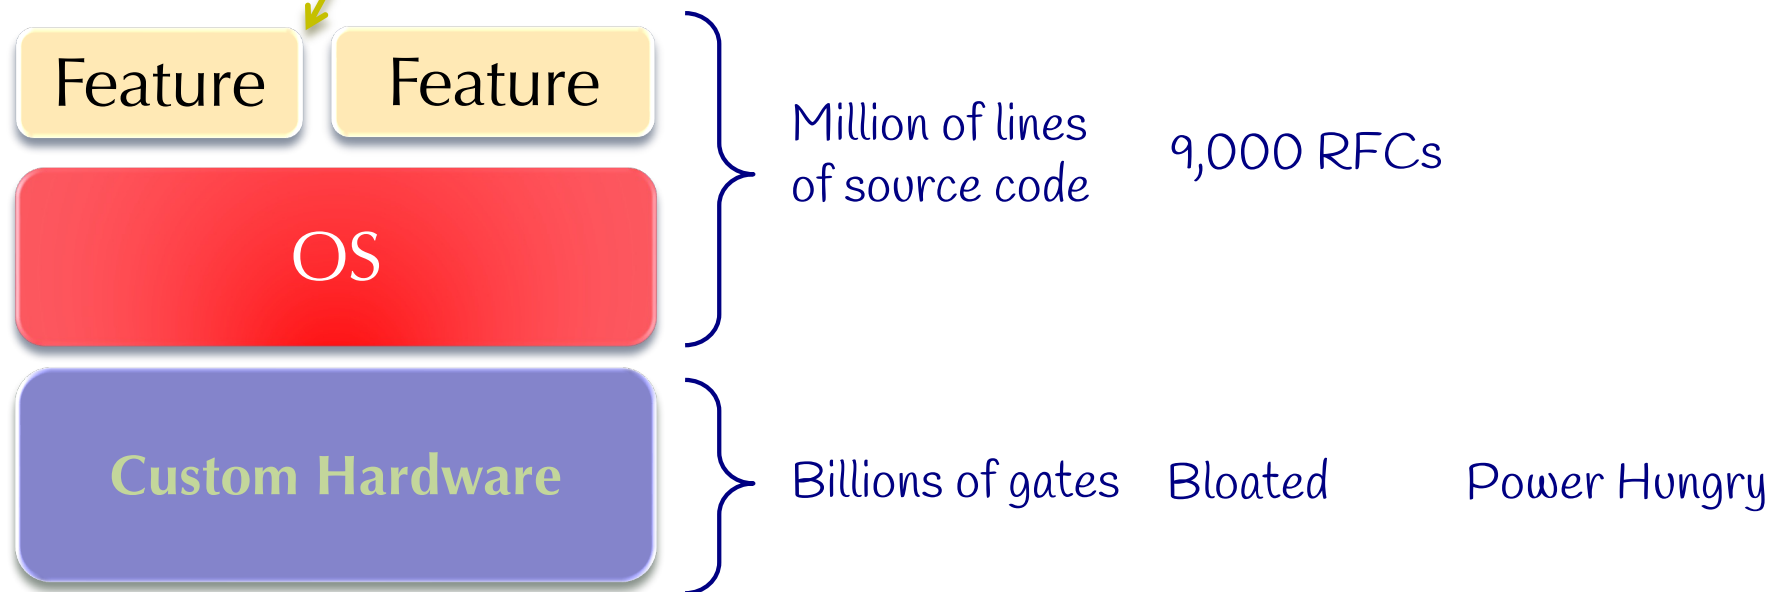 Feature
Feature
Million of lines
of source code
9,000 RFCs
OS
Custom Hardware
Billions of gates
Bloated
Power Hungry